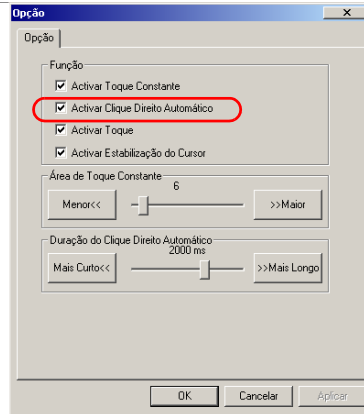 Opção
Opção
Função
Activar Toque Constante
Activar Clique Direito Automático
Activar Toque
Activar Estabilização do Cursor
Área de Toque Constante
6
Menor<<
>>Maior
Duração do Clique Direito Automático
2000 ms
Mais Curto<<
>>Mais Longo
OK
Cancelar
Aplicar